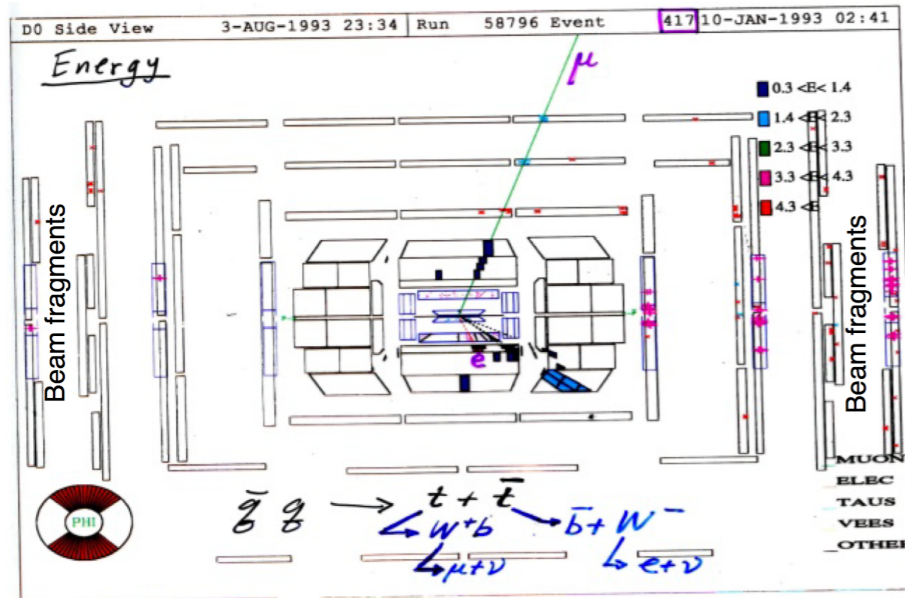 D0 Side View 3-AUG-1993 23:34 Run 58796 Event 417 10-JAN-1993 02:41
Energy
μ
0.3 <E< 1.4
1.4 <E< 2.3
2.3 <E< 3.3
3.3 <E< 4.3
4.3 <E
Beam fragments
Beam fragments
e
MUON
ELEC
TAUS
VEES
OTHER
PHI
q̄ q → t + t̄
W⁺b b̄ + W⁻
μ+ν e+ν